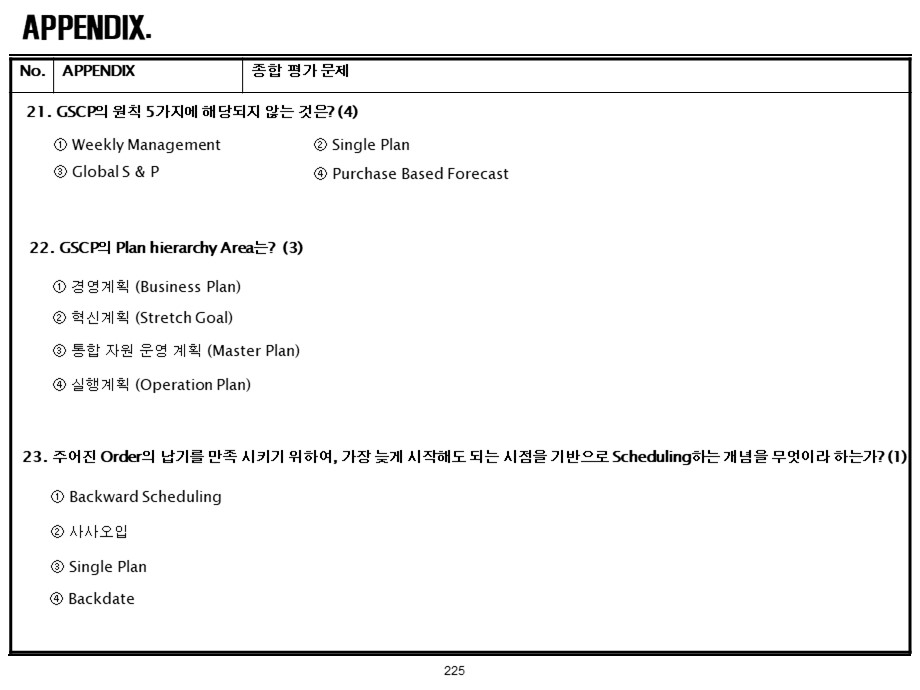 APPENDIX.
No. APPENDIX 종합 평가 문제
21. GSCP의 원칙 5가지에 해당되지 않는 것은? (4)
① Weekly Management ② Single Plan
③ Global S & P ④ Purchase Based Forecast
22. GSCP의 Plan hierarchy Area는? (3)
① 경영계획 (Business Plan)
② 혁신계획 (Stretch Goal)
③ 통합 자원 운영 계획 (Master Plan)
④ 실행계획 (Operation Plan)
23. 주어진 Order의 납기를 만족 시키기 위하여, 가장 늦게 시작해도 되는 시점을 기반으로 Scheduling하는 개념을 무엇이라 하는가? (1)
① Backward Scheduling
② 사사오입
③ Single Plan
④ Backdate
225